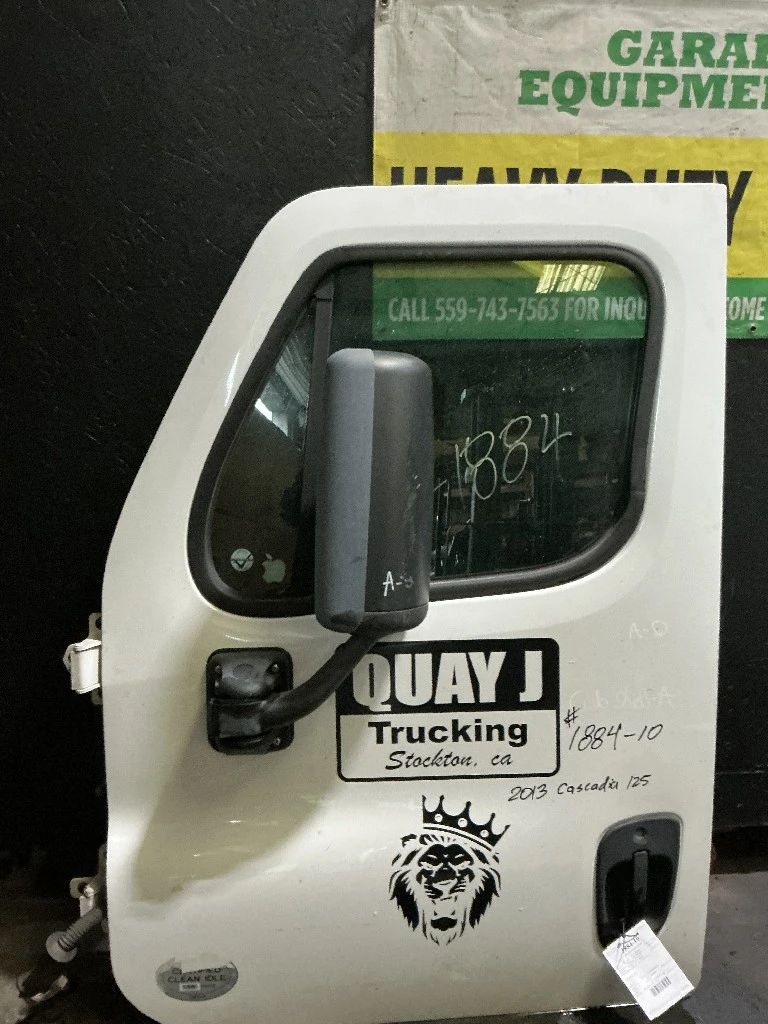 GARAI
EQUIPME
HEAVY DUTY
CALL 559-743-7563 FOR INQU OME
1884
A-
A-D
QUAY J
Trucking
Stockton, ca
#
1884-10
2013 Cascadia 125
CLEAN IDLE